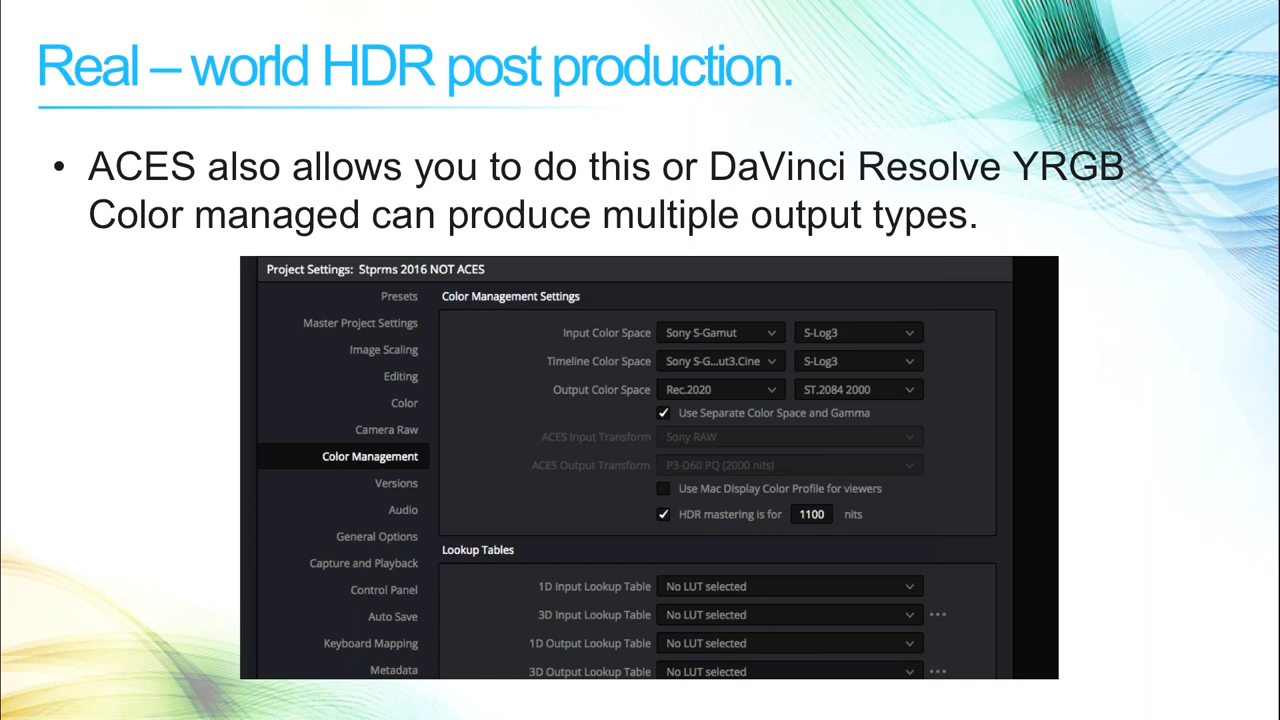 Real – world HDR post production.
• ACES also allows you to do this or DaVinci Resolve YRGB
Color managed can produce multiple output types.
Project Settings: Stprms 2016 NOT ACES
Presets
Master Project Settings
Image Scaling
Editing
Color
Camera Raw
Color Management
Versions
Audio
General Options
Capture and Playback
Control Panel
Auto Save
Keyboard Mapping
Metadata
Color Management Settings
Input Color Space Sony S-Gamut S-Log3
Timeline Color Space Sony S-G...ut3.Cine S-Log3
Output Color Space Rec.2020 ST.2084 2000
Use Separate Color Space and Gamma
ACES Input Transform Sony RAW
ACES Output Transform P3-D60 PQ (2000 nits)
Use Mac Display Color Profile for viewers
HDR mastering is for 1100 nits
Lookup Tables
1D Input Lookup Table No LUT selected
3D Input Lookup Table No LUT selected
1D Output Lookup Table No LUT selected
3D Output Lookup Table No LUT selected